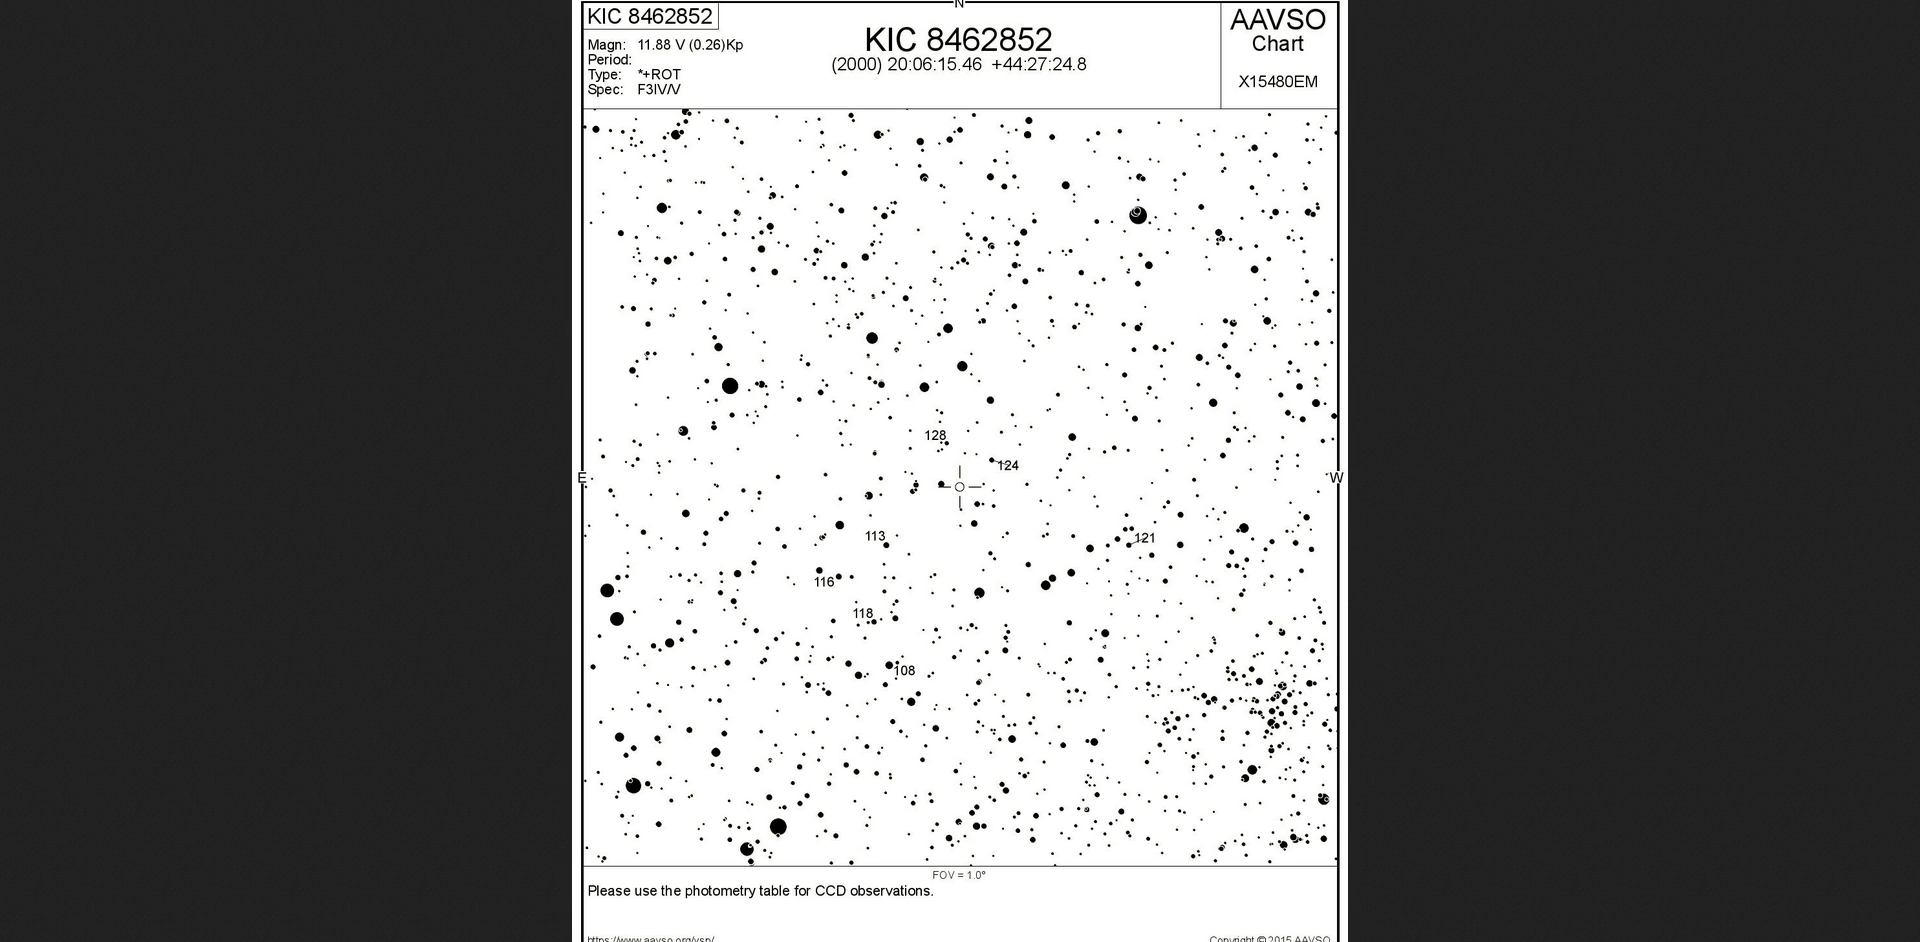 N
KIC 8462852
Magn: 11.88 V (0.26)Kp
Period:
Type: *+ROT
Spec: F3IV/V
KIC 8462852
(2000) 20:06:15.46 +44:27:24.8
AAVSO
Chart
X15480EM
128
124
E
W
113
121
116
118
108
FOV = 1.0°
Please use the photometry table for CCD observations.
https://www.aavso.org/vsp/
Copyright © 2015 AAVSO